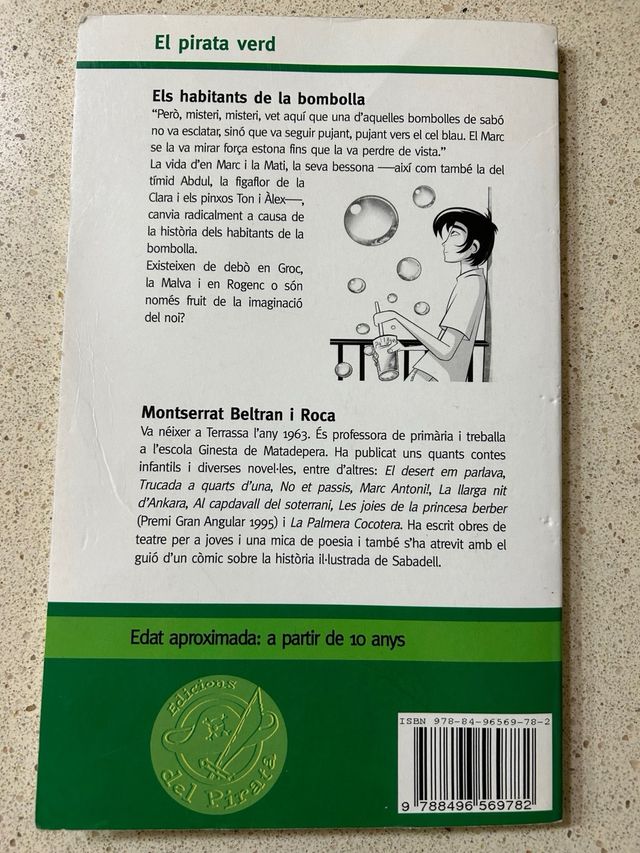 El pirata verd
Els habitants de la bombolla
“Però, misteri, misteri, vet aquí que una d’aquelles bombolles de sabó
no va esclatar, sinó que va seguir pujant, pujant vers el cel blau. El Marc
se la va mirar força estona fins que la va perdre de vista.”
La vida d’en Marc i la Mati, la seva bessona —així com també la del
tímid Abdul, la figaflor de la
Clara i els pinxos Ton i Àlex—,
canvia radicalment a causa de
la història dels habitants de la
bombolla.
Existeixen de debò en Groc,
la Malva i en Rogenc o són
només fruit de la imaginació
del noi?
Montserrat Beltran i Roca
Va néixer a Terrassa l’any 1963. És professora de primària i treballa
a l’escola Ginesta de Matadepera. Ha publicat uns quants contes
infantils i diverses novel·les, entre d’altres: El desert em parlava,
Trucada a quarts d’una, No et passis, Marc Antoni!, La llarga nit
d’Ankara, Al capdavall del soterrani, Les joies de la princesa berber
(Premi Gran Angular 1995) i La Palmera Cocotera. Ha escrit obres de
teatre per a joves i una mica de poesia i també s’ha atrevit amb el
guió d’un còmic sobre la història il·lustrada de Sabadell.
Edat aproximada: a partir de 10 anys
Edicions
del Pirata
ISBN 978-84-96569-78-2
9 788496 569782